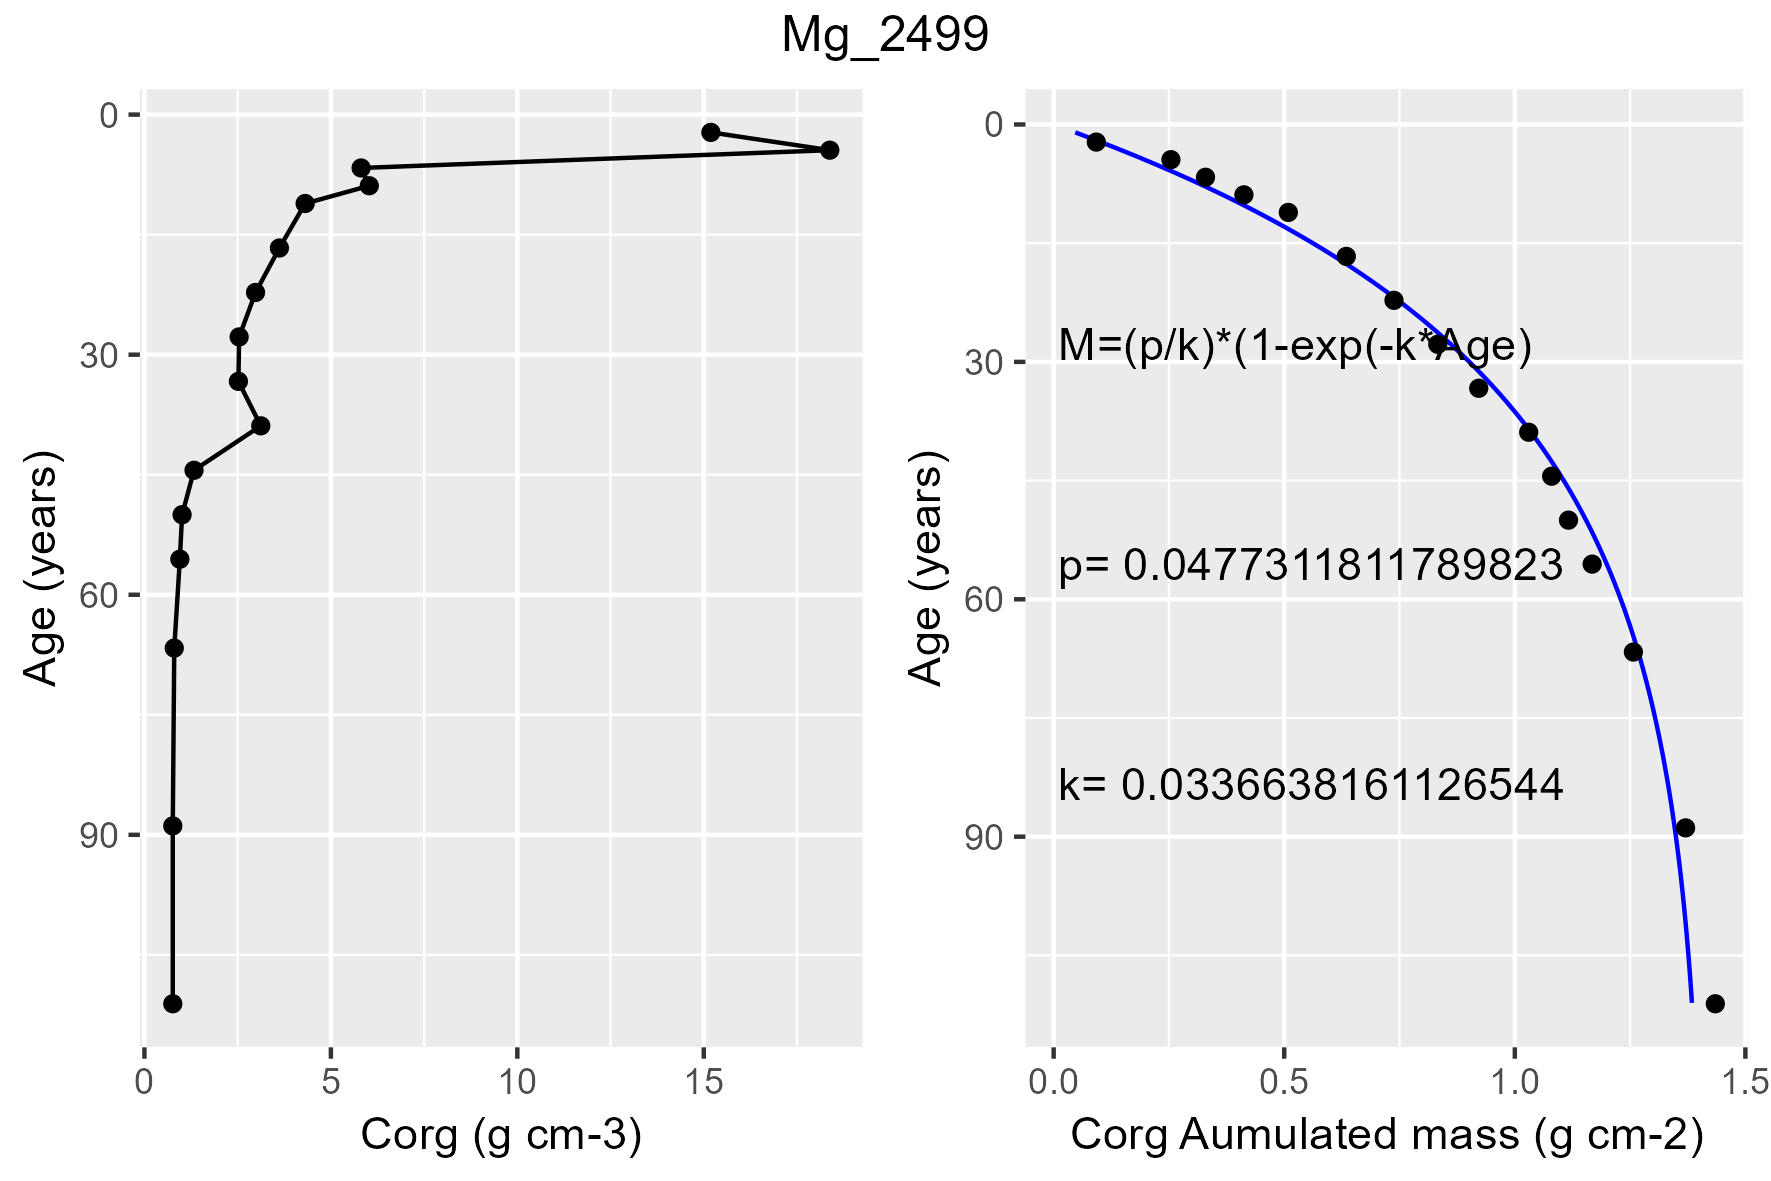 Mg_2499
0
30
60
90
Age (years)
0 5 10 15
Corg (g cm-3)
0
30
60
90
Age (years)
M=(p/k)*(1-exp(-k*Age)
p= 0.0477311811789823
k= 0.0336638161126544
0.0 0.5 1.0 1.5
Corg Aumulated mass (g cm-2)